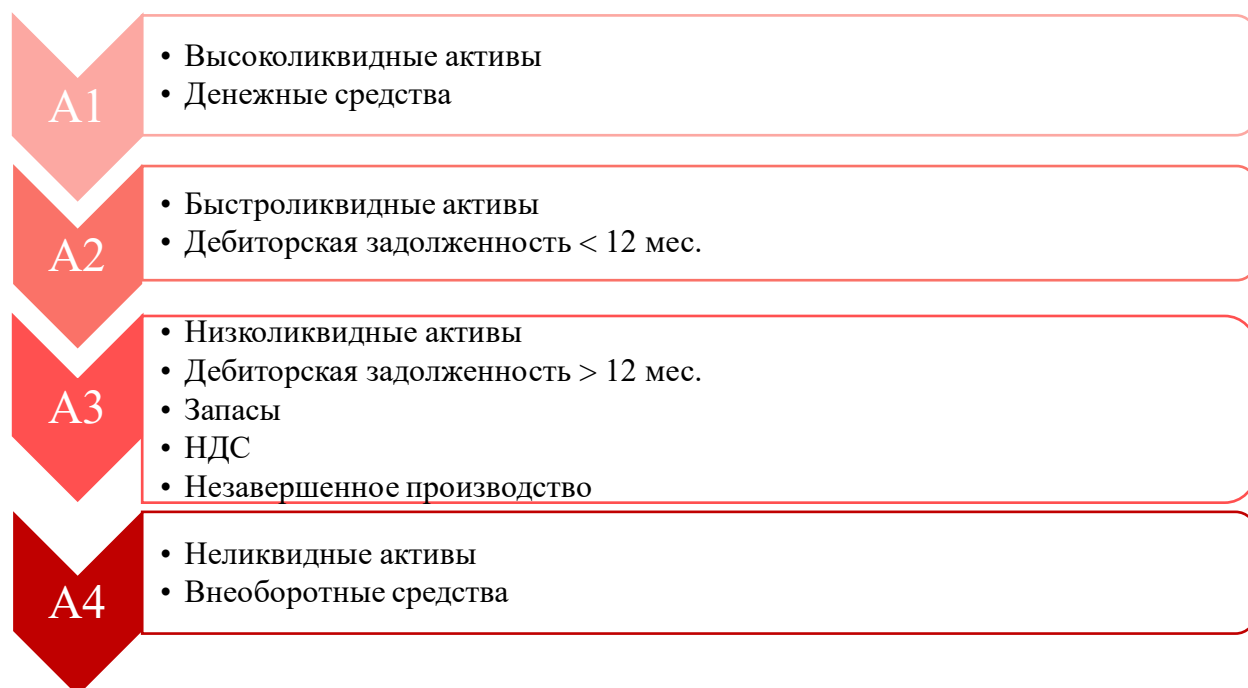 А1
• Высоколиквидные активы
• Денежные средства
А2
• Быстроликвидные активы
• Дебиторская задолженность < 12 мес.
А3
• Низколиквидные активы
• Дебиторская задолженность > 12 мес.
• Запасы
• НДС
• Незавершенное производство
А4
• Неликвидные активы
• Внеоборотные средства